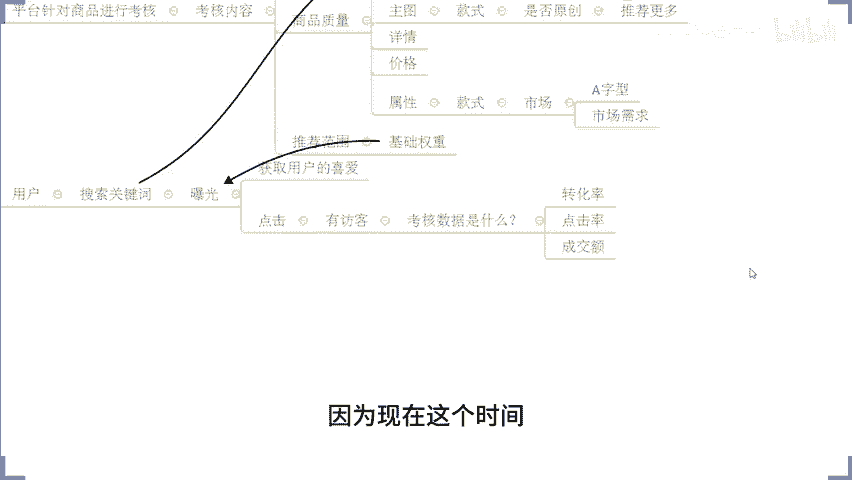 平台针对商品进行考核 考核内容 商品质量 主图 款式 是否原创 推荐更多
详情
价格
属性 款式 市场 A字型
市场需求
推荐范围 基础权重
获取用户的喜爱
用户 搜索关键词 曝光
点击 有访客 考核数据是什么？ 转化率
点击率
成交额
因为现在这个时间
bilibili